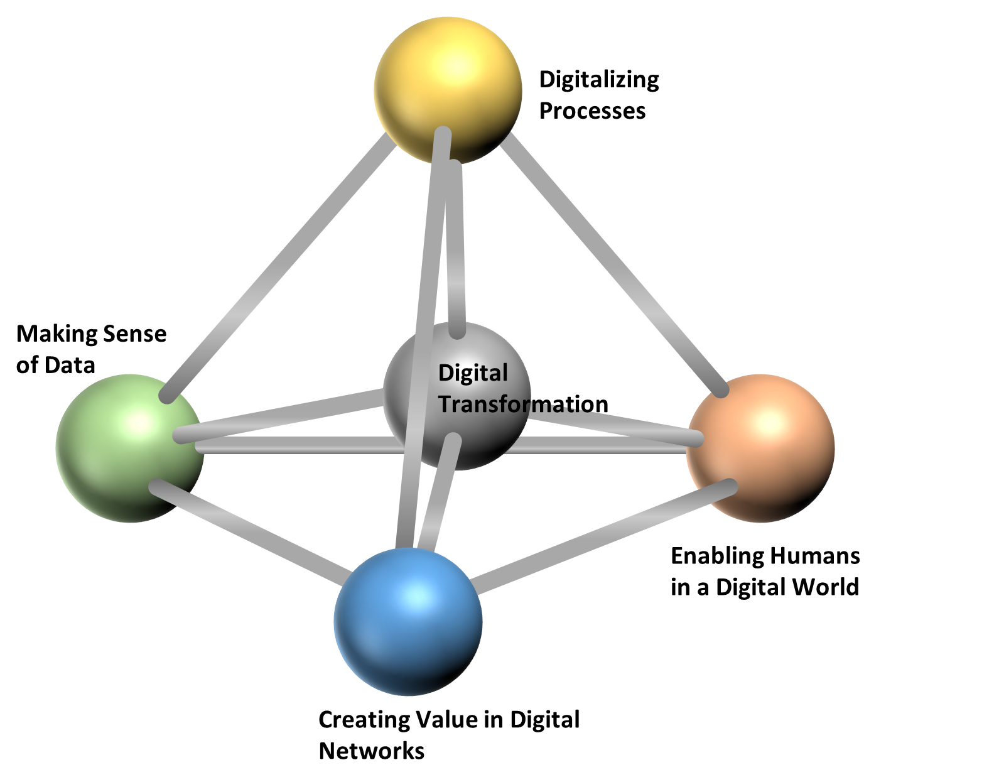 Digitalizing
Processes
Making Sense
of Data
Digital
Transformation
Enabling Humans
in a Digital World
Creating Value in Digital
Networks